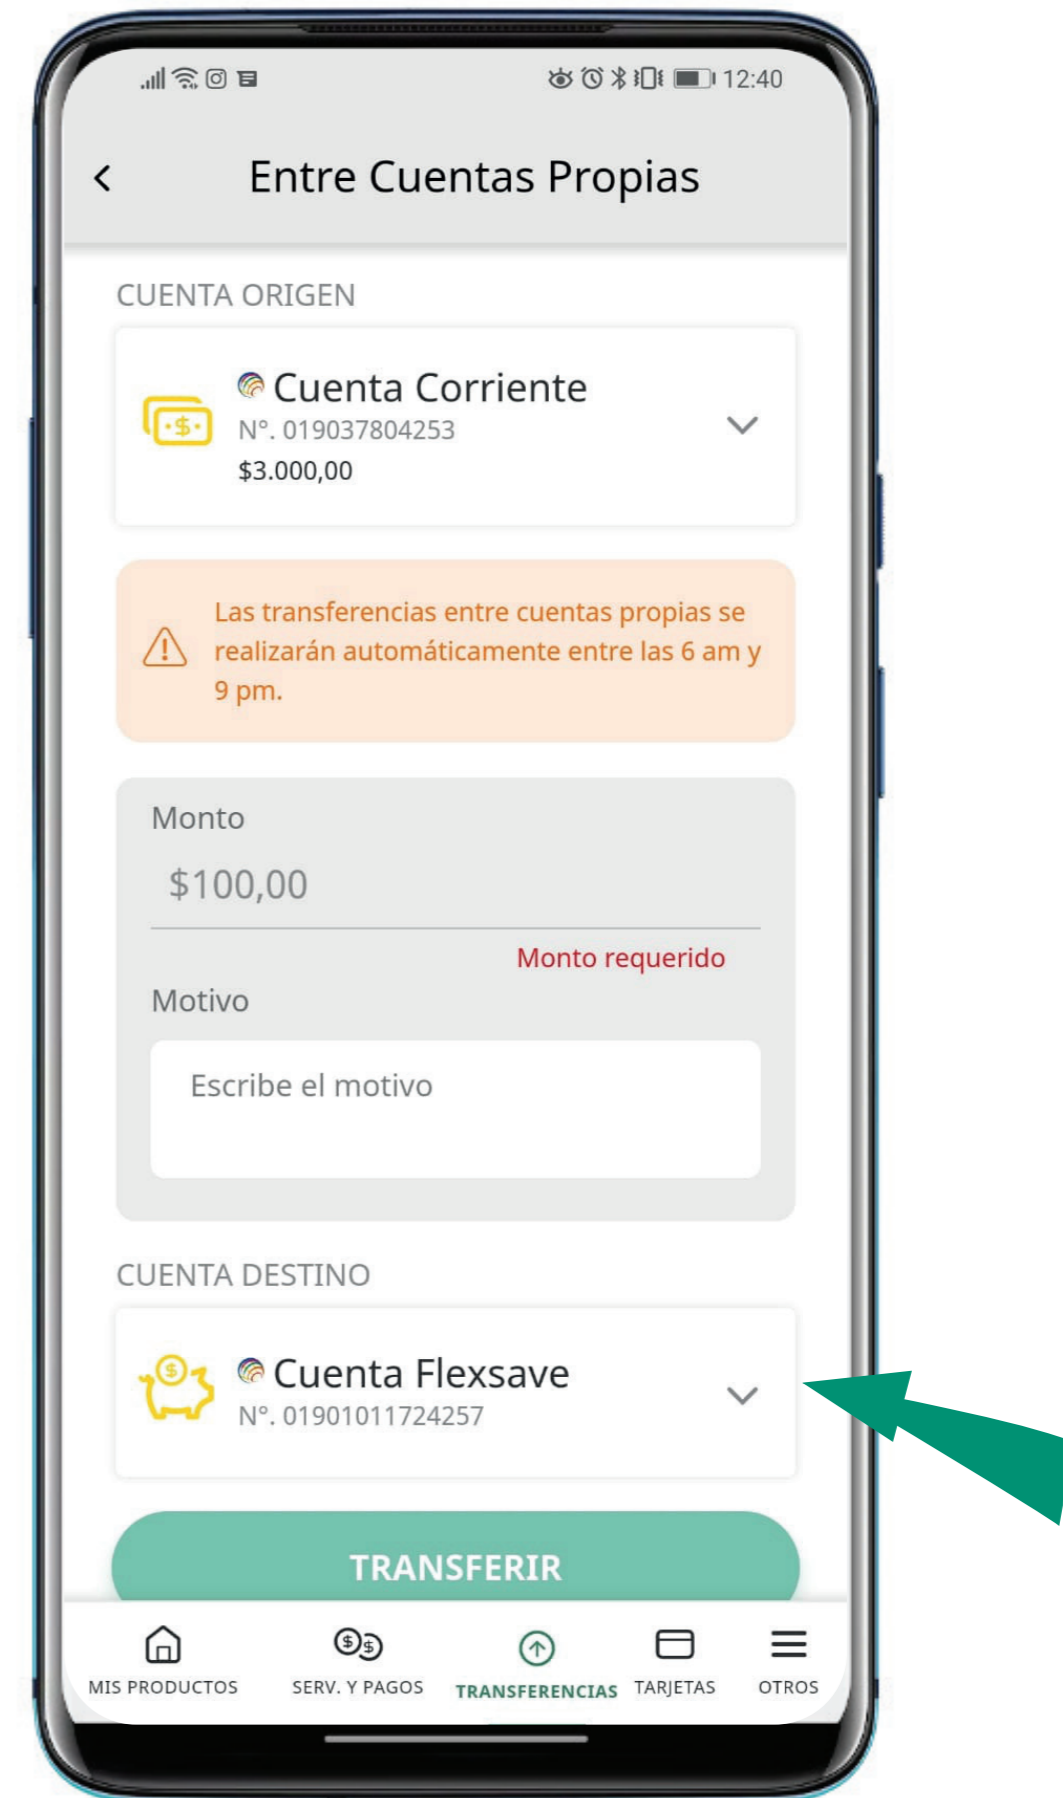 12:40
Entre Cuentas Propias
CUENTA ORIGEN
Cuenta Corriente
N°. 019037804253
$3.000,00
Las transferencias entre cuentas propias se
realizarán automáticamente entre las 6 am y
9 pm.
Monto
$100,00
Monto requerido
Motivo
Escribe el motivo
CUENTA DESTINO
Cuenta Flexsave
N°. 01901011724257
TRANSFERIR
MIS PRODUCTOS SERV. Y PAGOS TRANSFERENCIAS TARJETAS OTROS